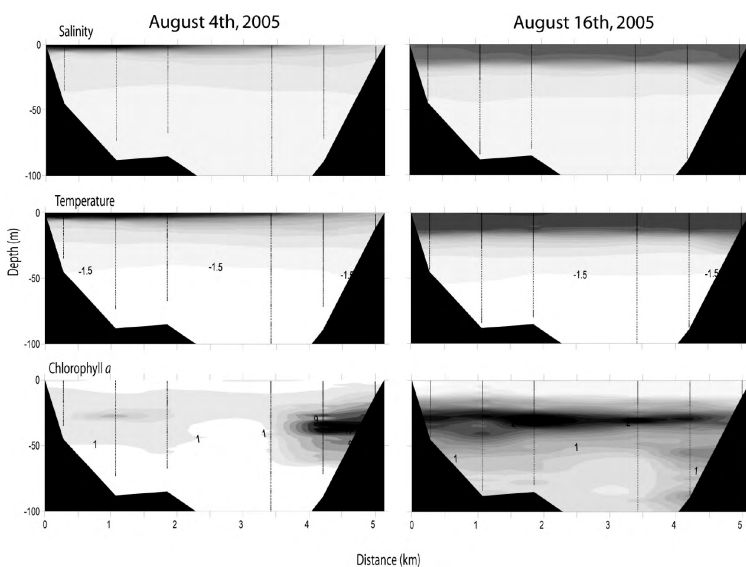 August 4th, 2005
August 16th, 2005
Salinity
0
-50
-100
Temperature
0
-1.5
-1.5
-1.5
-1.5
-1.5
-50
-100
Depth (m)
Chlorophyll a
0
1
1
1
1
1
1
-50
-100
0 1 2 3 4 5
0 1 2 3 4 5
Distance (km)